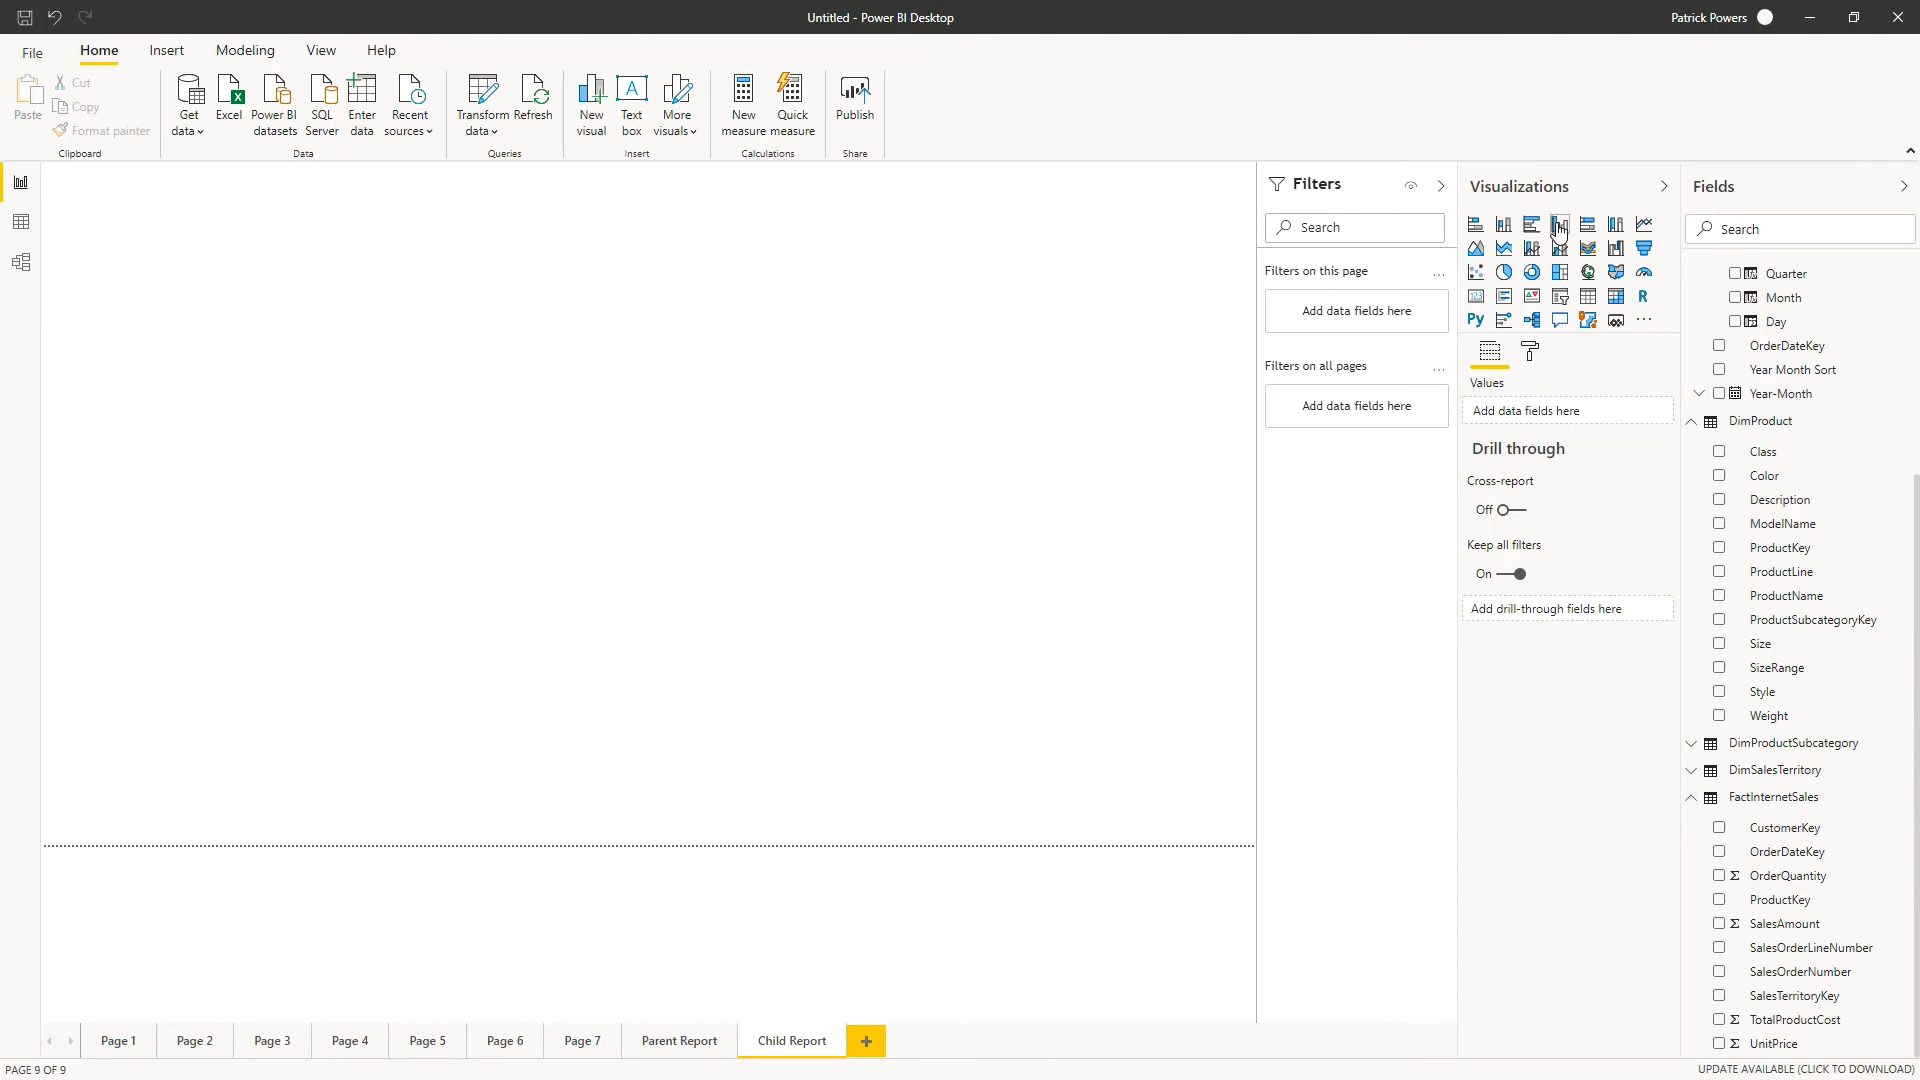 Untitled - Power BI Desktop
Patrick Powers
File
Home
Insert
Modeling
View
Help
Paste
Cut
Copy
Format painter
Clipboard
Get data
Excel
Power BI datasets
SQL Server
Enter data
Recent sources
Data
Transform data
Refresh
Queries
New visual
Text box
More visuals
Insert
New measure
Quick measure
Calculations
Publish
Share
Filters
Search
Filters on this page
...
Add data fields here
Filters on all pages
...
Add data fields here
Visualizations
R
Py
Values
Add data fields here
Drill through
Cross-report
Off
Keep all filters
On
Add drill-through fields here
Fields
Search
Quarter
Month
Day
OrderDateKey
Year Month Sort
Year-Month
DimProduct
Class
Color
Description
ModelName
ProductKey
ProductLine
ProductName
ProductSubcategoryKey
Size
SizeRange
Style
Weight
DimProductSubcategory
DimSalesTerritory
FactInternetSales
CustomerKey
OrderDateKey
Σ OrderQuantity
ProductKey
Σ SalesAmount
SalesOrderLineNumber
SalesOrderNumber
SalesTerritoryKey
Σ TotalProductCost
Σ UnitPrice
Page 1
Page 2
Page 3
Page 4
Page 5
Page 6
Page 7
Parent Report
Child Report
+
PAGE 9 OF 9
UPDATE AVAILABLE (CLICK TO DOWNLOAD)